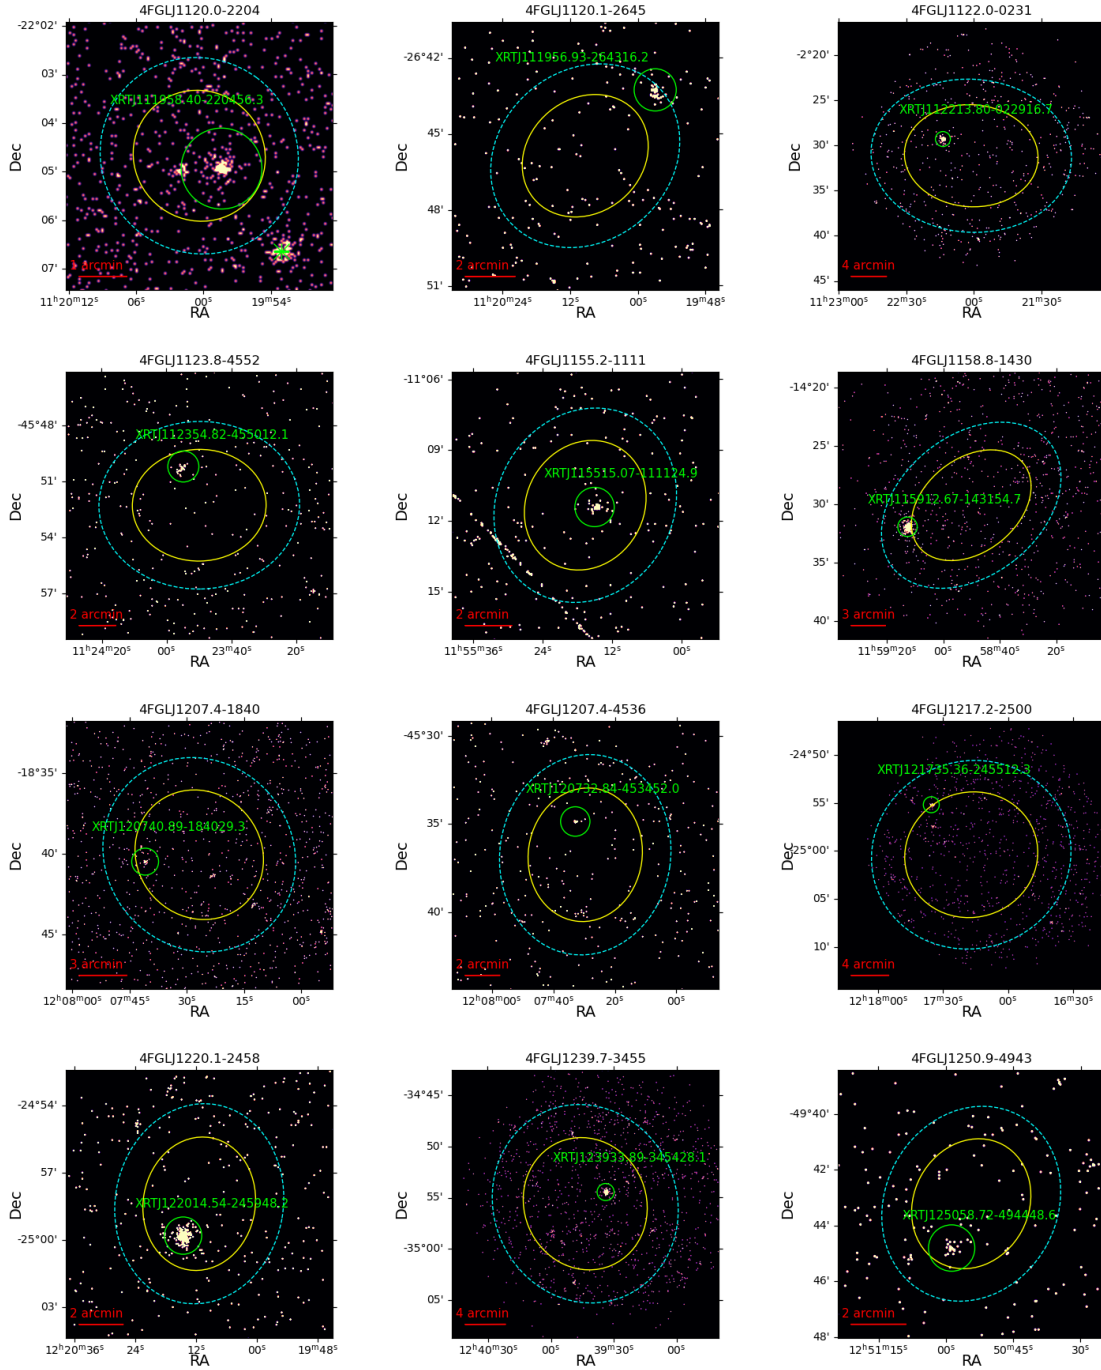 4FGLJ1120.0-2204
-22°02'
03'
04'
05'
06'
07'
Dec
XRTJ111958.40-220456.3
1 arcmin
11ʰ20ᵐ12ˢ 06ˢ 00ˢ 19ᵐ54ˢ
RA
4FGLJ1120.1-2645
-26°42'
45'
48'
51'
Dec
XRTJ111956.93-264316.2
2 arcmin
11ʰ20ᵐ24ˢ 12ˢ 00ˢ 19ᵐ48ˢ
RA
4FGLJ1122.0-0231
-2°20'
25'
30'
35'
40'
45'
Dec
XRTJ112213.80-022916.7
4 arcmin
11ʰ23ᵐ00ˢ 22ᵐ30ˢ 00ˢ 21ᵐ30ˢ
RA
4FGLJ1123.8-4552
-45°48'
51'
54'
57'
Dec
XRTJ112354.82-455012.1
2 arcmin
11ʰ24ᵐ20ˢ 00ˢ 23ᵐ40ˢ 20ˢ
RA
4FGLJ1155.2-1111
-11°06'
09'
12'
15'
Dec
XRTJ115515.07-111124.9
2 arcmin
11ʰ55ᵐ36ˢ 24ˢ 12ˢ 00ˢ
RA
4FGLJ1158.8-1430
-14°20'
25'
30'
35'
40'
Dec
XRTJ115912.67-143154.7
3 arcmin
11ʰ59ᵐ20ˢ 00ˢ 58ᵐ40ˢ 20ˢ
RA
4FGLJ1207.4-1840
-18°35'
40'
45'
Dec
XRTJ120740.89-184029.3
3 arcmin
12ʰ08ᵐ00ˢ 07ᵐ45ˢ 30ˢ 15ˢ 00ˢ
RA
4FGLJ1207.4-4536
-45°30'
35'
40'
Dec
XRTJ120732.84-453452.0
2 arcmin
12ʰ08ᵐ00ˢ 07ᵐ40ˢ 20ˢ 00ˢ
RA
4FGLJ1217.2-2500
-24°50'
55'
-25°00'
05'
10'
Dec
XRTJ121735.36-245512.3
4 arcmin
12ʰ18ᵐ00ˢ 17ᵐ30ˢ 00ˢ 16ᵐ30ˢ
RA
4FGLJ1220.1-2458
-24°54'
57'
-25°00'
03'
Dec
XRTJ122014.54-245948.2
2 arcmin
12ʰ20ᵐ36ˢ 24ˢ 12ˢ 00ˢ 19ᵐ48ˢ
RA
4FGLJ1239.7-3455
-34°45'
50'
55'
-35°00'
05'
Dec
XRTJ123933.89-345428.1
4 arcmin
12ʰ40ᵐ30ˢ 00ˢ 39ᵐ30ˢ 00ˢ
RA
4FGLJ1250.9-4943
-49°40'
42'
44'
46'
48'
Dec
XRTJ125058.72-494448.6
2 arcmin
12ʰ51ᵐ15ˢ 00ˢ 50ᵐ45ˢ 30ˢ
RA